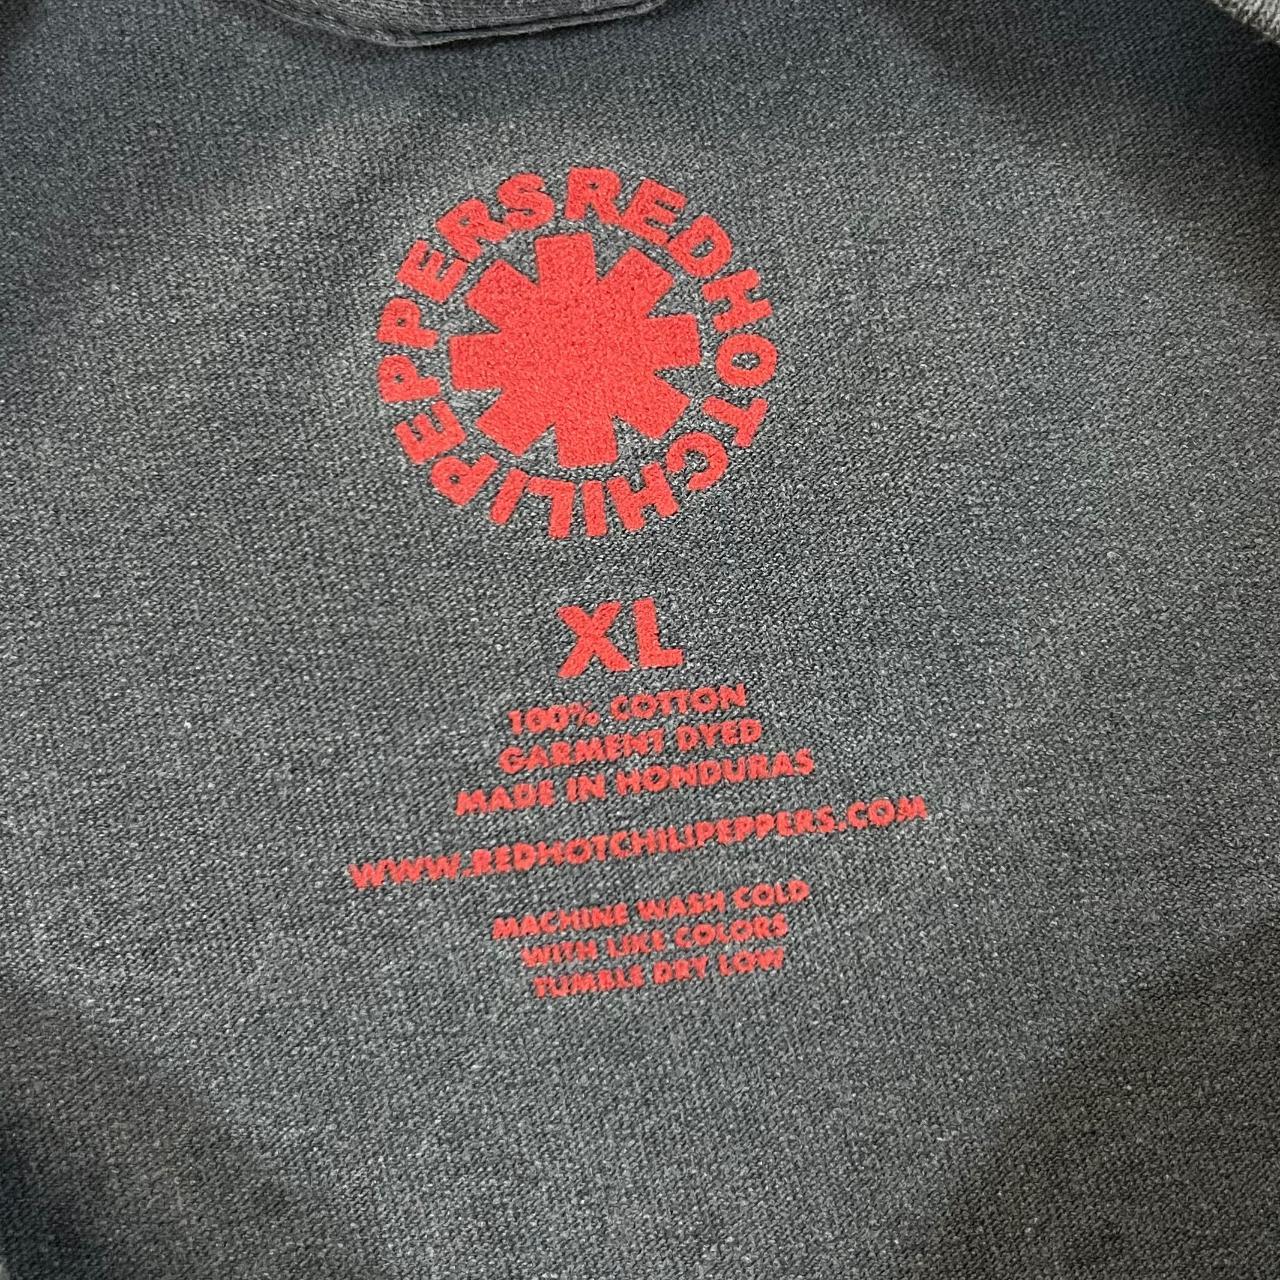 RED HOT CHILI PEPPERS
XL
100% COTTON
GARMENT DYED
MADE IN HONDURAS
WWW.REDHOTCHILIPEPPERS.COM
MACHINE WASH COLD
WITH LIKE COLORS
TUMBLE DRY LOW